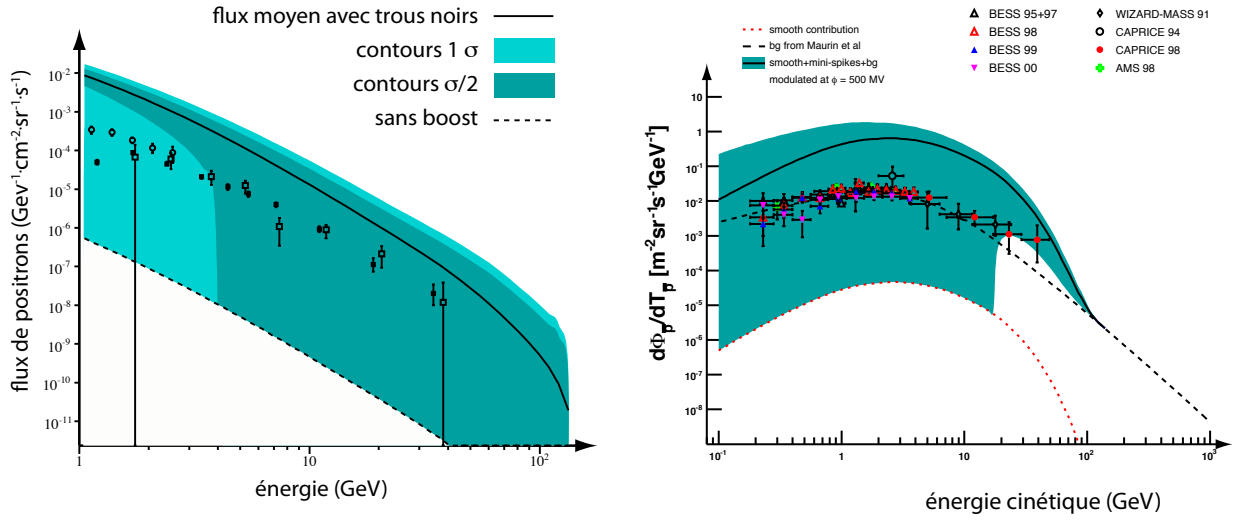 flux moyen avec trous noirs
contours 1 σ
contours σ/2
sans boost
flux de positrons (GeV⁻¹·cm⁻²·sr⁻¹·s⁻¹)
10⁻²
10⁻³
10⁻⁴
10⁻⁵
10⁻⁶
10⁻⁷
10⁻⁸
10⁻⁹
10⁻¹⁰
10⁻¹¹
1
10
10²
énergie (GeV)
smooth contribution
bg from Maurin et al
smooth+mini-spikes+bg
modulated at ϕ = 500 MV
BESS 95+97
BESS 98
BESS 99
BESS 00
WIZARD-MASS 91
CAPRICE 94
CAPRICE 98
AMS 98
dΦp̄/dTp̄ [m⁻²sr⁻¹s⁻¹GeV⁻¹]
10
1
10⁻¹
10⁻²
10⁻³
10⁻⁴
10⁻⁵
10⁻⁶
10⁻⁷
10⁻⁸
10⁻¹
1
10
10²
10³
énergie cinétique (GeV)